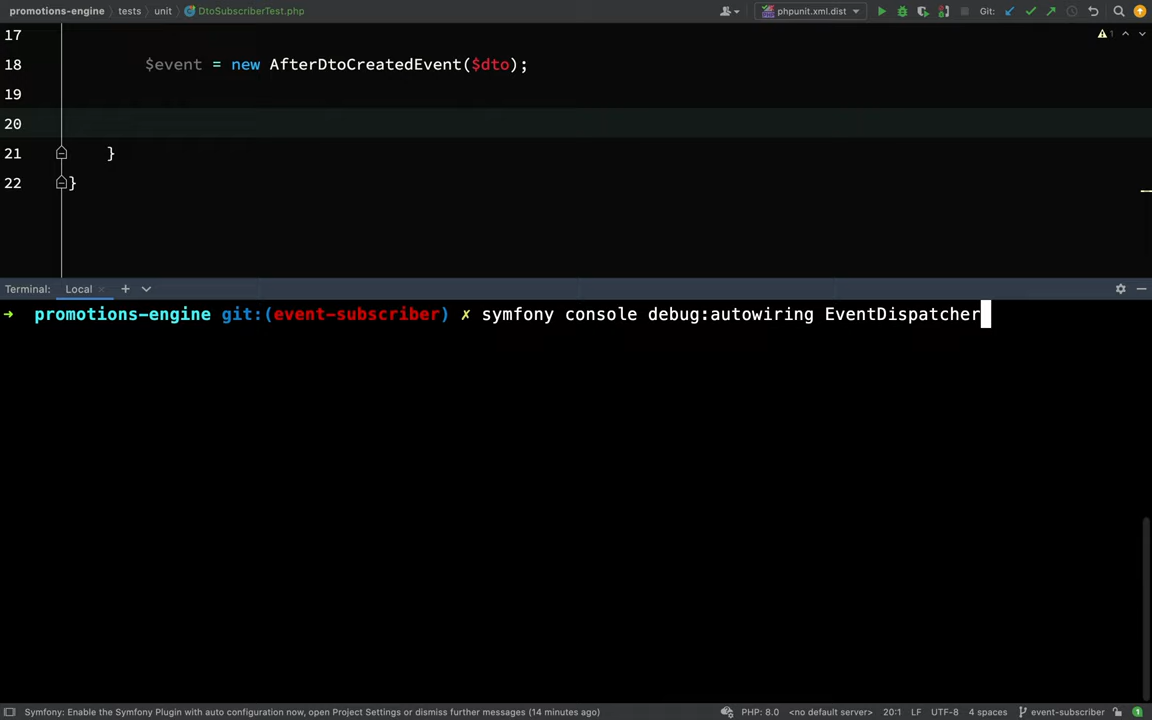 promotions-engine tests unit DtoSubscriberTest.php phpunit.xml.dist Git:
17
18 $event = new AfterDtoCreatedEvent($dto); 1
19
20
21 }
22 }
Terminal: Local × +
→ promotions-engine git:(event-subscriber) ✗ symfony console debug:autowiring EventDispatcher
Symfony: Enable the Symfony Plugin with auto configuration now, open Project Settings or dismiss further messages (14 minutes ago) PHP: 8.0 <no default server> 20:1 LF UTF-8 4 spaces event-subscriber 1